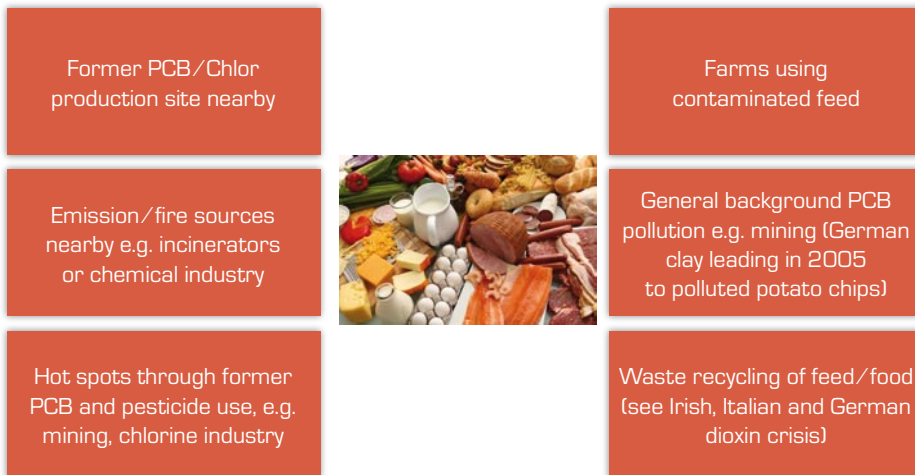 Former PCB/Chlor
production site nearby
Farms using
contaminated feed
Emission/fire sources
nearby e.g. incinerators
or chemical industry
General background PCB
pollution e.g. mining (German
clay leading in 2005
to polluted potato chips)
Hot spots through former
PCB and pesticide use, e.g.
mining, chlorine industry
Waste recycling of feed/food
(see Irish, Italian and German
dioxin crisis)